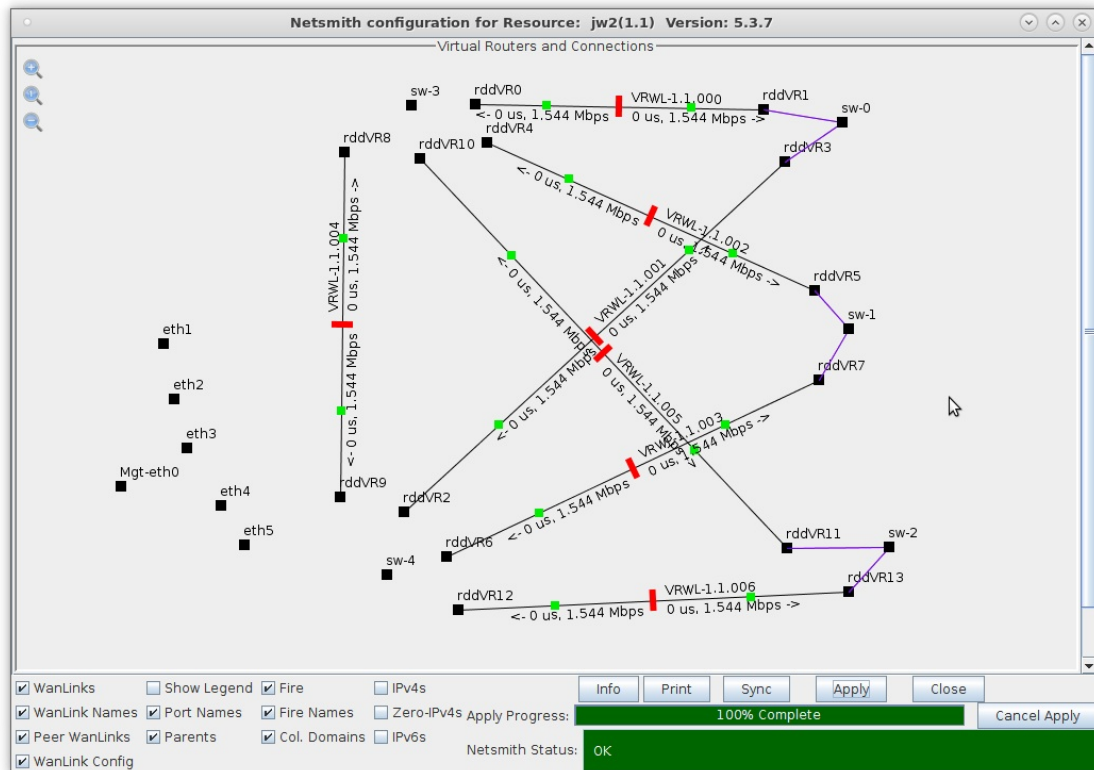 Netsmith configuration for Resource: jw2(1.1) Version: 5.3.7
Virtual Routers and Connections
sw-3
rddVR0
VRWL-1.1.000
rddVR1
<- 0 us, 1.544 Mbps
0 us, 1.544 Mbps ->
sw-0
rddVR8
rddVR10
rddVR4
rddVR3
<- 0 us, 1.544 Mbps
VRWL-1.1.002
0 us, 1.544 Mbps ->
VRWL-1.1.004
0 us, 1.544 Mbps ->
<- 0 us, 1.544 Mbps
VRWL-1.1.001
0 us, 1.544 Mbps ->
<- 0 us, 1.544 Mbps
rddVR5
sw-1
<- 0 us, 1.544 Mbps
VRWL-1.1.005
0 us, 1.544 Mbps ->
eth1
eth2
eth3
Mgt-eth0
eth4
eth5
rddVR7
VRWL-1.1.003
0 us, 1.544 Mbps ->
<- 0 us, 1.544 Mbps
rddVR9
rddVR2
rddVR6
rddVR11
sw-2
sw-4
rddVR12
VRWL-1.1.006
rddVR13
<- 0 us, 1.544 Mbps
0 us, 1.544 Mbps ->
WanLinks
Show Legend
Fire
IPv4s
Info
Print
Sync
Apply
Close
WanLink Names
Port Names
Fire Names
Zero-IPv4s
Apply Progress:
100% Complete
Cancel Apply
Peer WanLinks
Parents
Col. Domains
IPv6s
Netsmith Status:
OK
WanLink Config